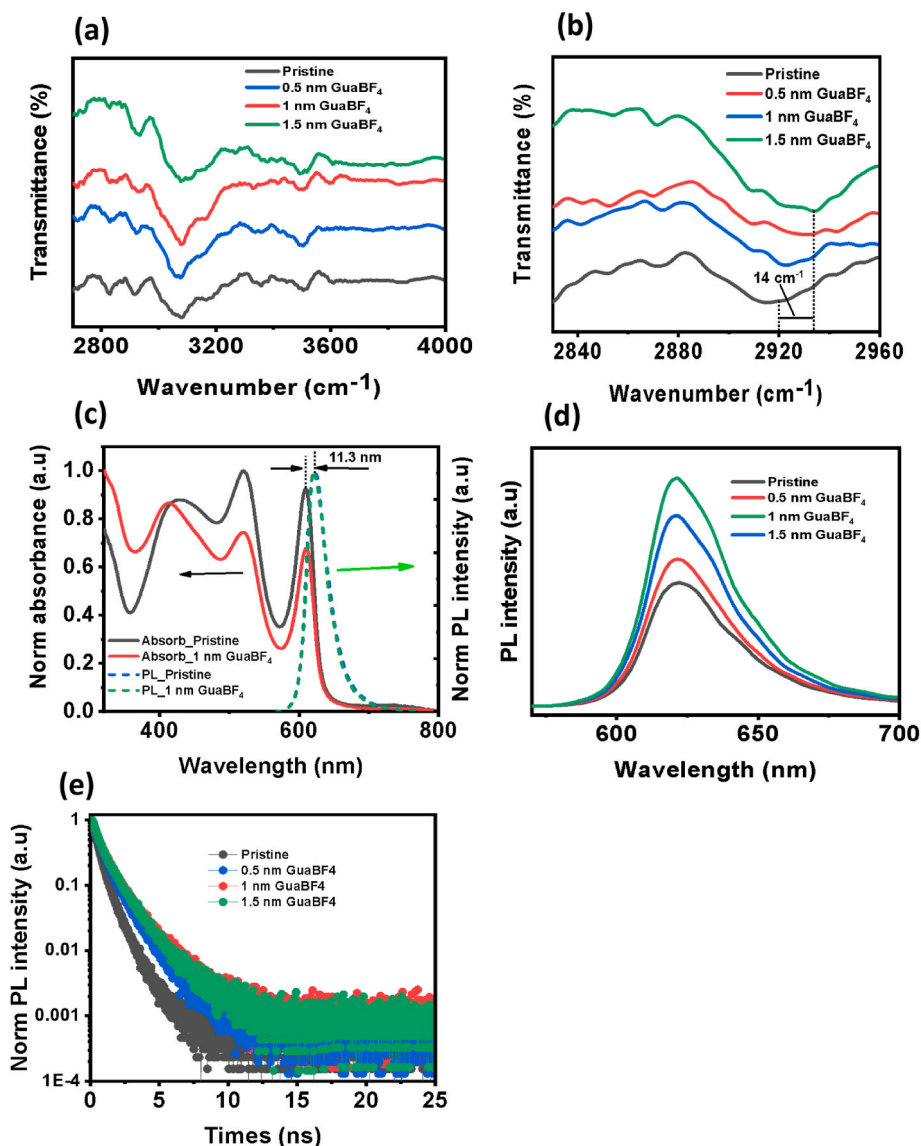 (a)
Pristine
0.5 nm GuaBF₄
1 nm GuaBF₄
1.5 nm GuaBF₄
Transmittance (%)
2800 3200 3600 4000
Wavenumber (cm⁻¹)
(b)
Pristine
0.5 nm GuaBF₄
1 nm GuaBF₄
1.5 nm GuaBF₄
Transmittance (%)
14 cm⁻¹
2840 2880 2920 2960
Wavenumber (cm⁻¹)
(c)
11.3 nm
Norm absorbance (a.u)
1.0
0.8
0.6
0.4
0.2
0.0
Absorb_Pristine
Absorb_1 nm GuaBF₄
PL_Pristine
PL_1 nm GuaBF₄
Norm PL intensity (a.u)
400 600 800
Wavelength (nm)
(d)
Pristine
0.5 nm GuaBF₄
1 nm GuaBF₄
1.5 nm GuaBF₄
PL intensity (a.u)
600 650 700
Wavelength (nm)
(e)
Norm PL intensity (a.u)
1
0.1
0.01
0.001
1E-4
Pristine
0.5 nm GuaBF4
1 nm GuaBF4
1.5 nm GuaBF4
0 5 10 15 20 25
Times (ns)